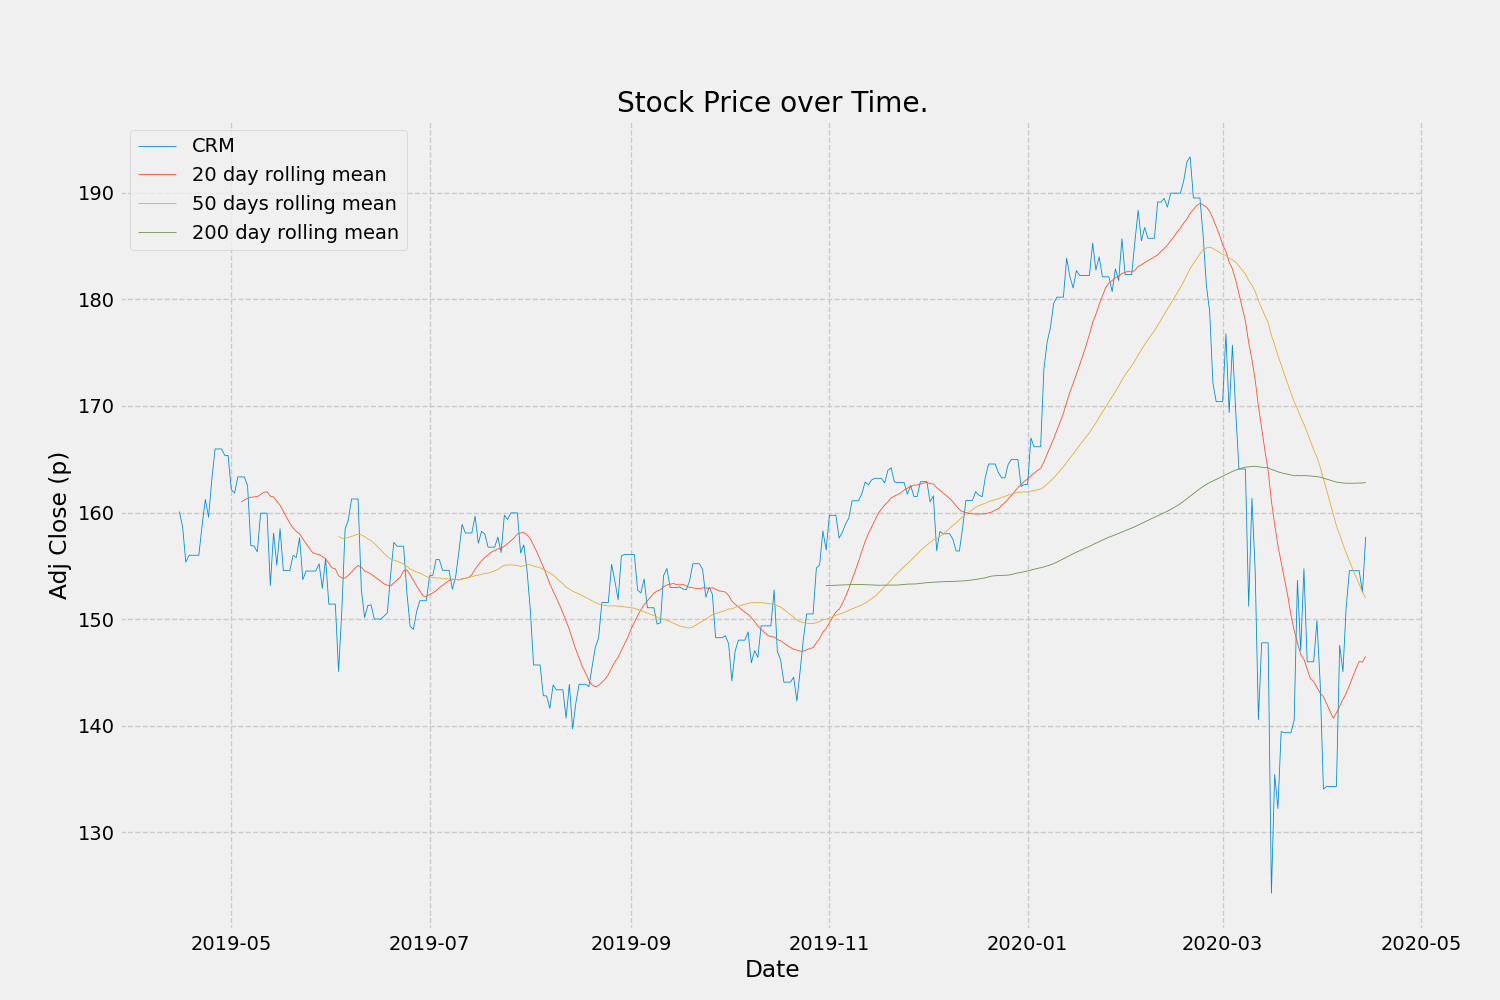 Stock Price over Time.
CRM
20 day rolling mean
50 days rolling mean
200 day rolling mean
Adj Close (p)
190
180
170
160
150
140
130
2019-05
2019-07
2019-09
2019-11
2020-01
2020-03
2020-05
Date